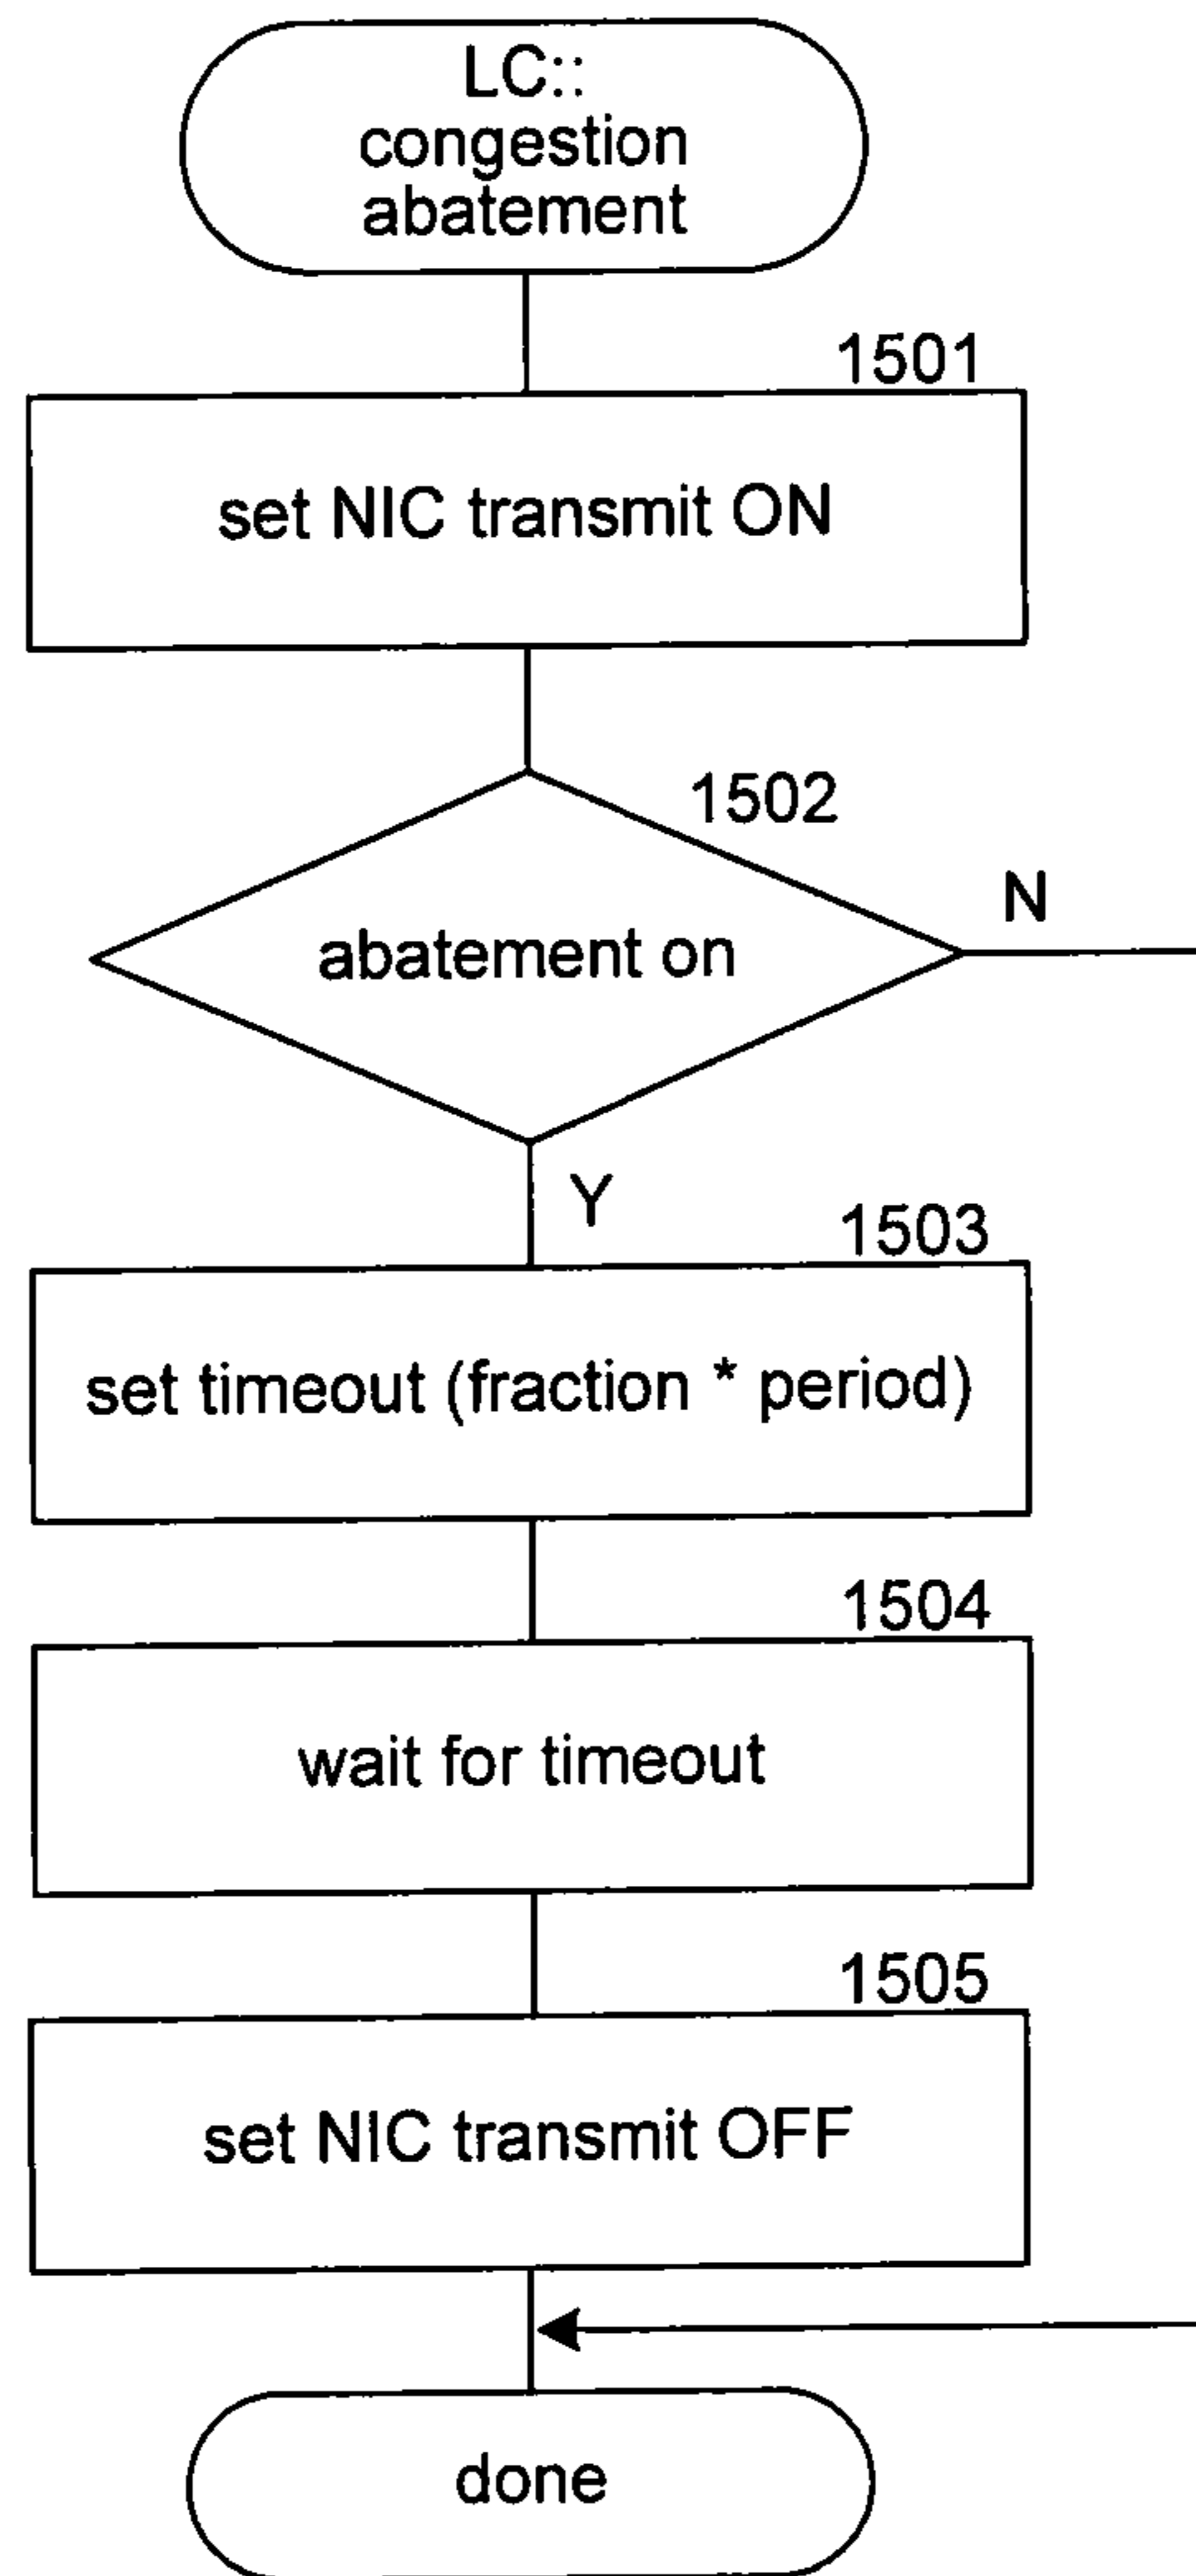 LC::
congestion
abatement
1501
set NIC transmit ON
1502
N
abatement on
Y
1503
set timeout (fraction * period)
1504
wait for timeout
1505
set NIC transmit OFF
done